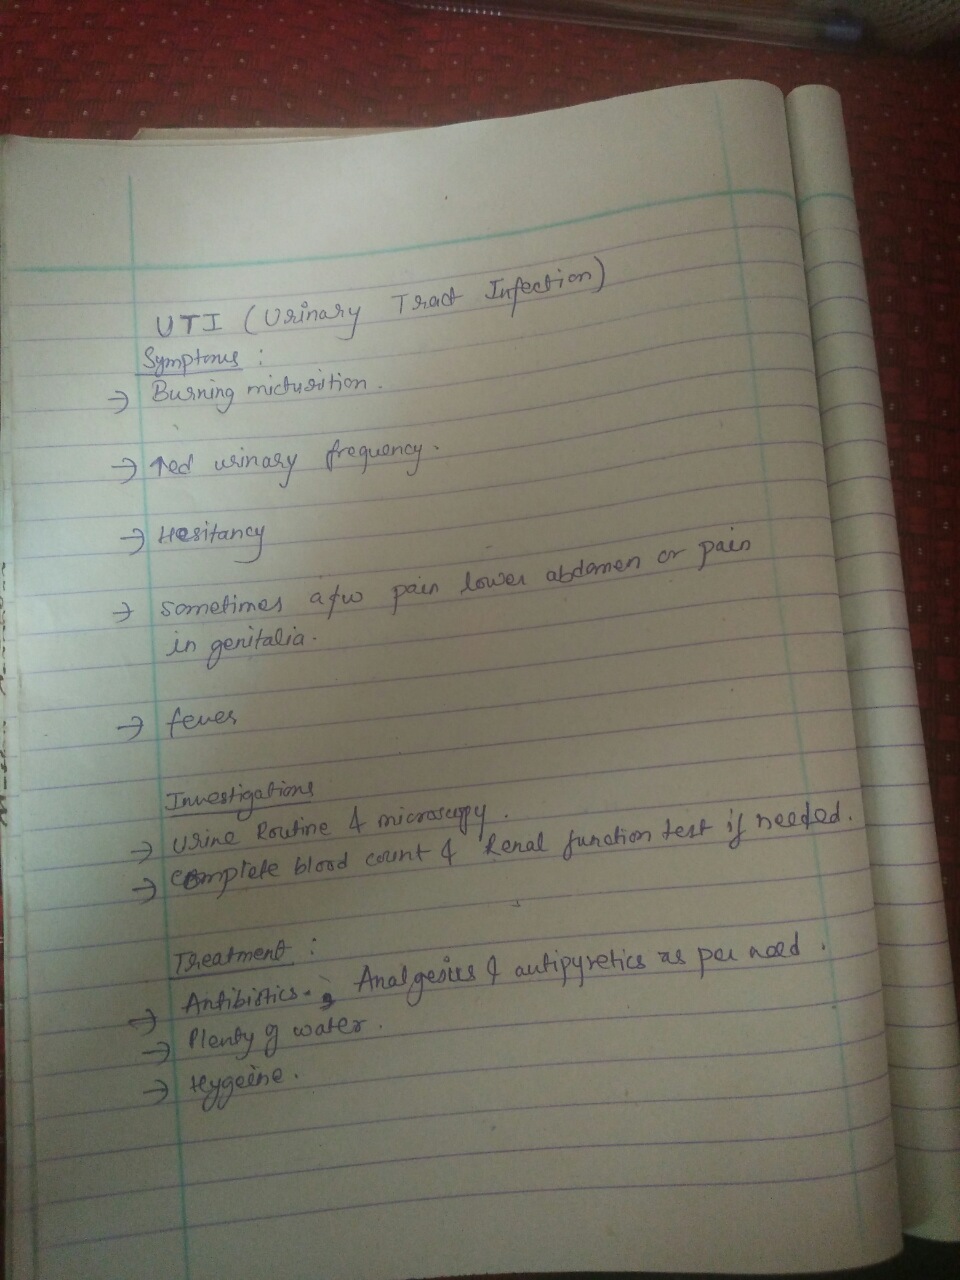 UTI (Urinary Tract Infection)
Symptoms :
→ Burning micturition.
→ ↑ed urinary frequency.
→ Hesitancy
→ sometimes a/w pain lower abdomen or pain
in genitalia.
→ fever
Investigations
→ Urine Routine & microscopy.
→ complete blood count & Renal function test if needed.
Treatment :
→ Antibiotics, Analgesics & antipyretics as per need.
→ Plenty of water.
→ Hygeine.